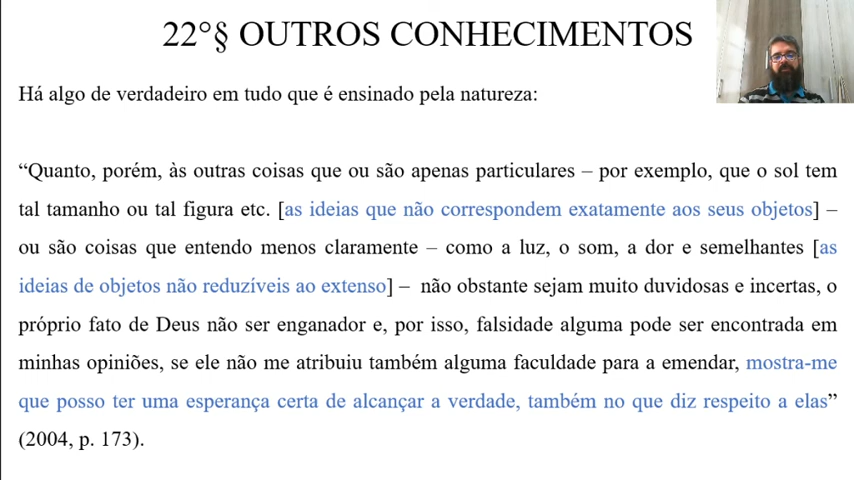 22°§ OUTROS CONHECIMENTOS
Há algo de verdadeiro em tudo que é ensinado pela natureza:
“Quanto, porém, às outras coisas que ou são apenas particulares – por exemplo, que o sol tem
tal tamanho ou tal figura etc. [as ideias que não correspondem exatamente aos seus objetos] –
ou são coisas que entendo menos claramente – como a luz, o som, a dor e semelhantes [as
ideias de objetos não reduzíveis ao extenso] – não obstante sejam muito duvidosas e incertas, o
próprio fato de Deus não ser enganador e, por isso, falsidade alguma pode ser encontrada em
minhas opiniões, se ele não me atribuiu também alguma faculdade para a emendar, mostra-me
que posso ter uma esperança certa de alcançar a verdade, também no que diz respeito a elas”
(2004, p. 173).